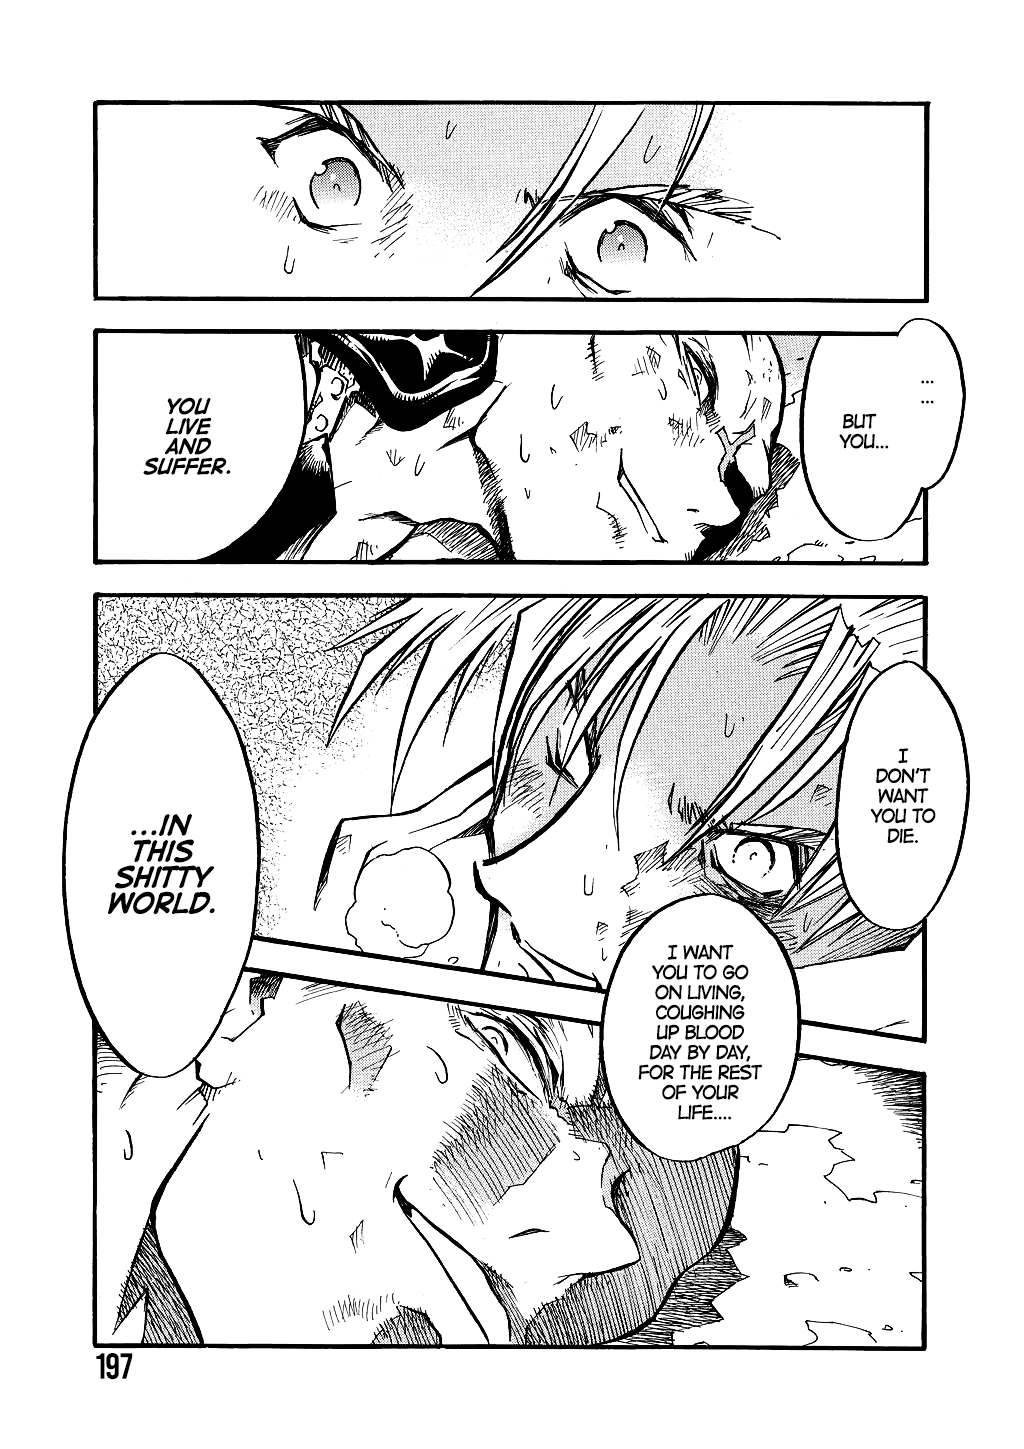 ...
...
BUT
YOU...
YOU
LIVE
AND
SUFFER.
I
DON'T
WANT
YOU TO
DIE.
I WANT
YOU TO GO
ON LIVING,
COUGHING
UP BLOOD
DAY BY DAY,
FOR THE REST
OF YOUR
LIFE....
...IN
THIS
SHITTY
WORLD.
197